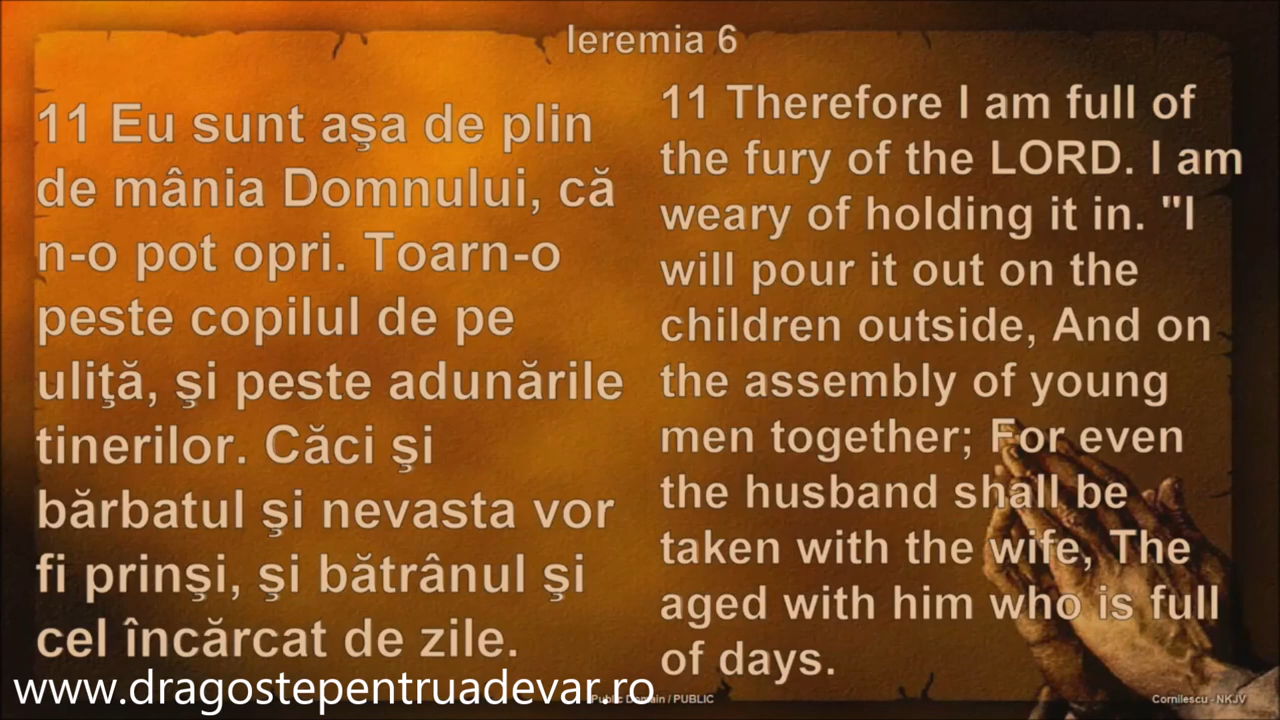 Ieremia 6
11 Eu sunt aşa de plin
de mânia Domnului, că
n-o pot opri. Toarn-o
peste copilul de pe
uliţă, şi peste adunările
tinerilor. Căci şi
bărbatul şi nevasta vor
fi prinşi, şi bătrânul şi
cel încărcat de zile.
11 Therefore I am full of
the fury of the LORD. I am
weary of holding it in. "I
will pour it out on the
children outside, And on
the assembly of young
men together; For even
the husband shall be
taken with the wife, The
aged with him who is full
of days.
www.dragostepentruadevar.ro
Public Domain / PUBLIC
Cornilescu - NKJV